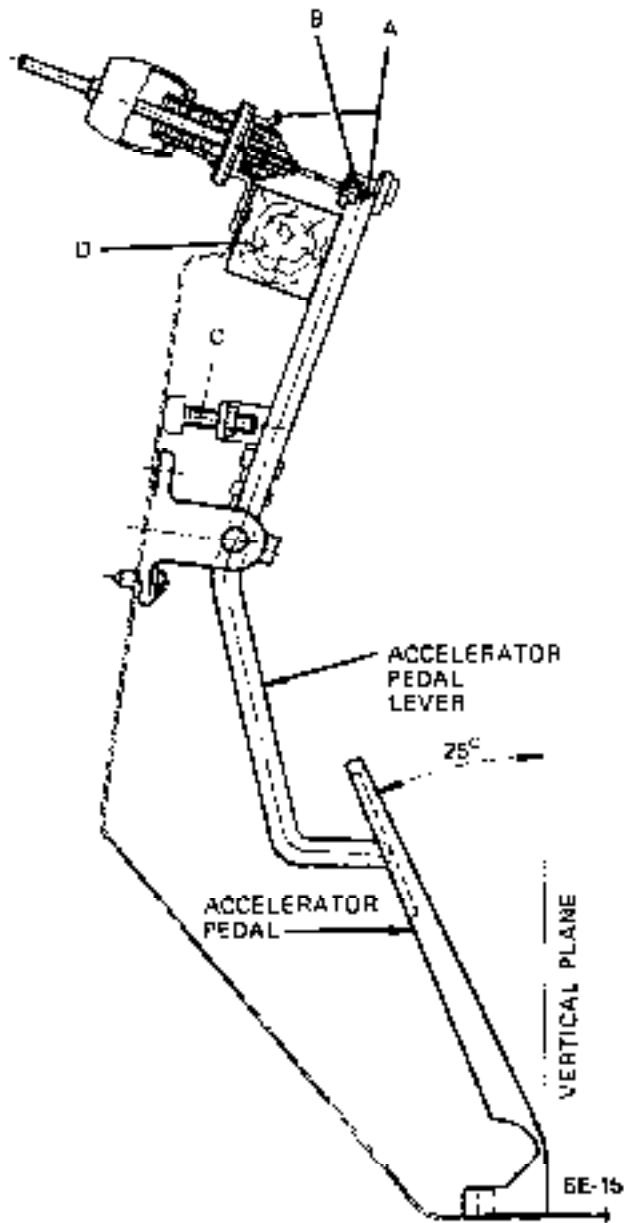 B
A
D
C
ACCELERATOR
PEDAL
LEVER
25°
ACCELERATOR
PEDAL
VERTICAL PLANE
6E-15